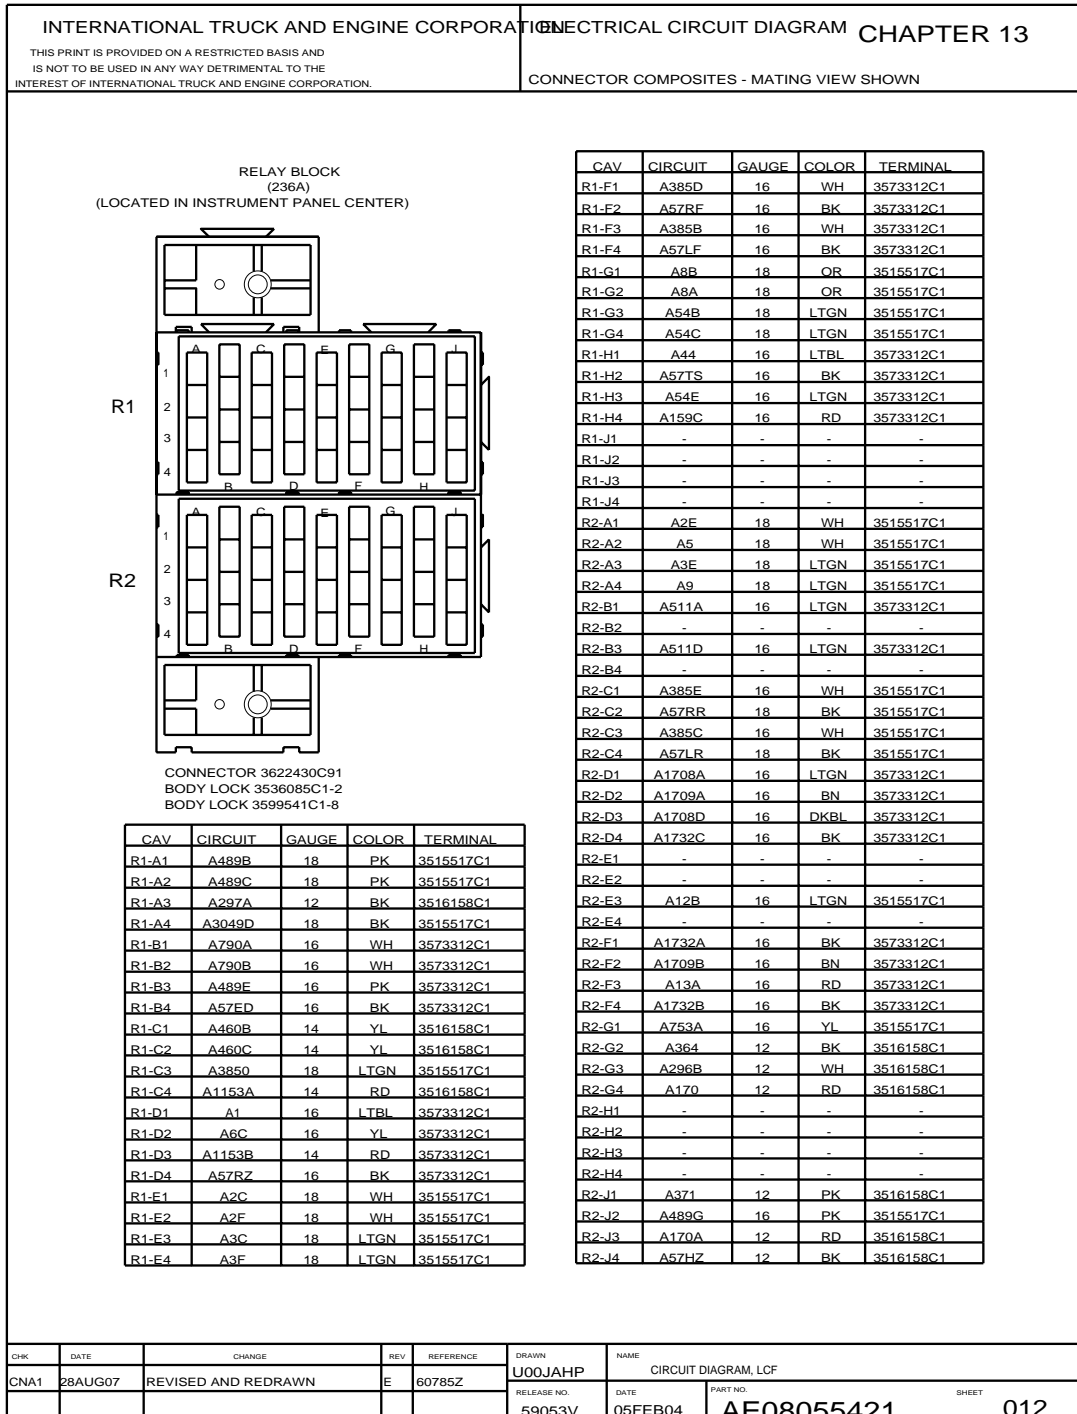 INTERNATIONAL TRUCK AND ENGINE CORPORATION
THIS PRINT IS PROVIDED ON A RESTRICTED BASIS AND
IS NOT TO BE USED IN ANY WAY DETRIMENTAL TO THE
INTEREST OF INTERNATIONAL TRUCK AND ENGINE CORPORATION.
ELECTRICAL CIRCUIT DIAGRAM
CHAPTER 13
CONNECTOR COMPOSITES - MATING VIEW SHOWN
RELAY BLOCK
(236A)
(LOCATED IN INSTRUMENT PANEL CENTER)
A C E G J
1
R1 2
3
4
B D F H
A C E G J
1
R2 2
3
4
B D F H
CONNECTOR 3622430C91
BODY LOCK 3536085C1-2
BODY LOCK 3599541C1-8
CAV CIRCUIT GAUGE COLOR TERMINAL
R1-A1 A489B 18 PK 3515517C1
R1-A2 A489C 18 PK 3515517C1
R1-A3 A297A 12 BK 3516158C1
R1-A4 A3049D 18 BK 3515517C1
R1-B1 A790A 16 WH 3573312C1
R1-B2 A790B 16 WH 3573312C1
R1-B3 A489E 16 PK 3573312C1
R1-B4 A57ED 16 BK 3573312C1
R1-C1 A460B 14 YL 3516158C1
R1-C2 A460C 14 YL 3516158C1
R1-C3 A3850 18 LTGN 3515517C1
R1-C4 A1153A 14 RD 3516158C1
R1-D1 A1 16 LTBL 3573312C1
R1-D2 A6C 16 YL 3573312C1
R1-D3 A1153B 14 RD 3573312C1
R1-D4 A57RZ 16 BK 3573312C1
R1-E1 A2C 18 WH 3515517C1
R1-E2 A2F 18 WH 3515517C1
R1-E3 A3C 18 LTGN 3515517C1
R1-E4 A3F 18 LTGN 3515517C1
CAV CIRCUIT GAUGE COLOR TERMINAL
R1-F1 A385D 16 WH 3573312C1
R1-F2 A57RF 16 BK 3573312C1
R1-F3 A385B 16 WH 3573312C1
R1-F4 A57LF 16 BK 3573312C1
R1-G1 A8B 18 OR 3515517C1
R1-G2 A8A 18 OR 3515517C1
R1-G3 A54B 18 LTGN 3515517C1
R1-G4 A54C 18 LTGN 3515517C1
R1-H1 A44 16 LTBL 3573312C1
R1-H2 A57TS 16 BK 3573312C1
R1-H3 A54E 16 LTGN 3573312C1
R1-H4 A159C 16 RD 3573312C1
R1-J1 - - - -
R1-J2 - - - -
R1-J3 - - - -
R1-J4 - - - -
R2-A1 A2E 18 WH 3515517C1
R2-A2 A5 18 WH 3515517C1
R2-A3 A3E 18 LTGN 3515517C1
R2-A4 A9 18 LTGN 3515517C1
R2-B1 A511A 16 LTGN 3573312C1
R2-B2 - - - -
R2-B3 A511D 16 LTGN 3573312C1
R2-B4 - - - -
R2-C1 A385E 16 WH 3515517C1
R2-C2 A57RR 18 BK 3515517C1
R2-C3 A385C 16 WH 3515517C1
R2-C4 A57LR 18 BK 3515517C1
R2-D1 A1708A 16 LTGN 3573312C1
R2-D2 A1709A 16 BN 3573312C1
R2-D3 A1708D 16 DKBL 3573312C1
R2-D4 A1732C 16 BK 3573312C1
R2-E1 - - - -
R2-E2 - - - -
R2-E3 A12B 16 LTGN 3515517C1
R2-E4 - - - -
R2-F1 A1732A 16 BK 3573312C1
R2-F2 A1709B 16 BN 3573312C1
R2-F3 A13A 16 RD 3573312C1
R2-F4 A1732B 16 BK 3573312C1
R2-G1 A753A 16 YL 3515517C1
R2-G2 A364 12 BK 3516158C1
R2-G3 A296B 12 WH 3516158C1
R2-G4 A170 12 RD 3516158C1
R2-H1 - - - -
R2-H2 - - - -
R2-H3 - - - -
R2-H4 - - - -
R2-J1 A371 12 PK 3516158C1
R2-J2 A489G 16 PK 3515517C1
R2-J3 A170A 12 RD 3516158C1
R2-J4 A57HZ 12 BK 3516158C1
CHK DATE CHANGE REV REFERENCE
CNA1 28AUG07 REVISED AND REDRAWN E 60785Z
DRAWN NAME
U00JAHP CIRCUIT DIAGRAM, LCF
RELEASE NO. DATE PART NO. SHEET
59053V 05FEB04 AE08055421 012